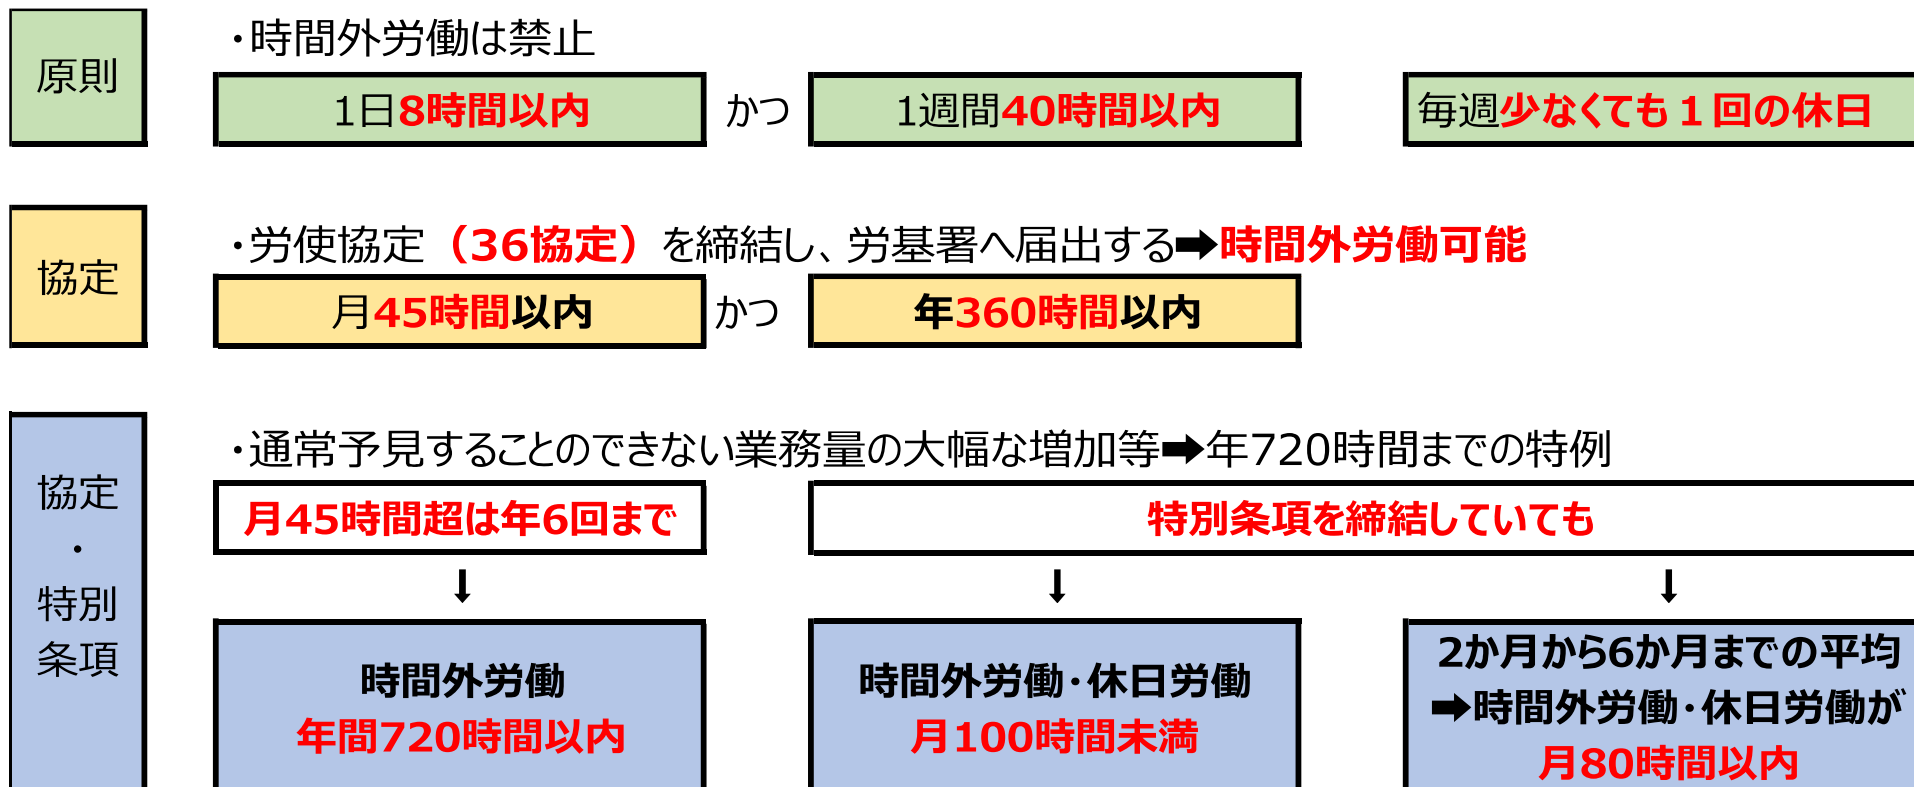 原則
・時間外労働は禁止
1日8時間以内 かつ 1週間40時間以内 毎週少なくても１回の休日
協定
・労使協定（36協定）を締結し、労基署へ届出する➡時間外労働可能
月45時間以内 かつ 年360時間以内
協定
・
特別
条項
・通常予見することのできない業務量の大幅な増加等➡年720時間までの特例
月45時間超は年6回まで
特別条項を締結していても
⬇ ⬇ ⬇
時間外労働
年間720時間以内
時間外労働・休日労働
月100時間未満
2か月から6か月までの平均
➡時間外労働・休日労働が
月80時間以内